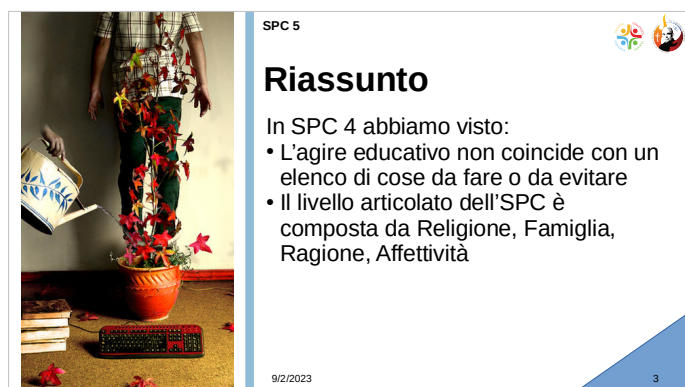 SPC 5
Riassunto
In SPC 4 abbiamo visto:
• L’agire educativo non coincide con un
elenco di cose da fare o da evitare
• Il livello articolato dell’SPC è
composta da Religione, Famiglia,
Ragione, Affettività
9/2/2023
3